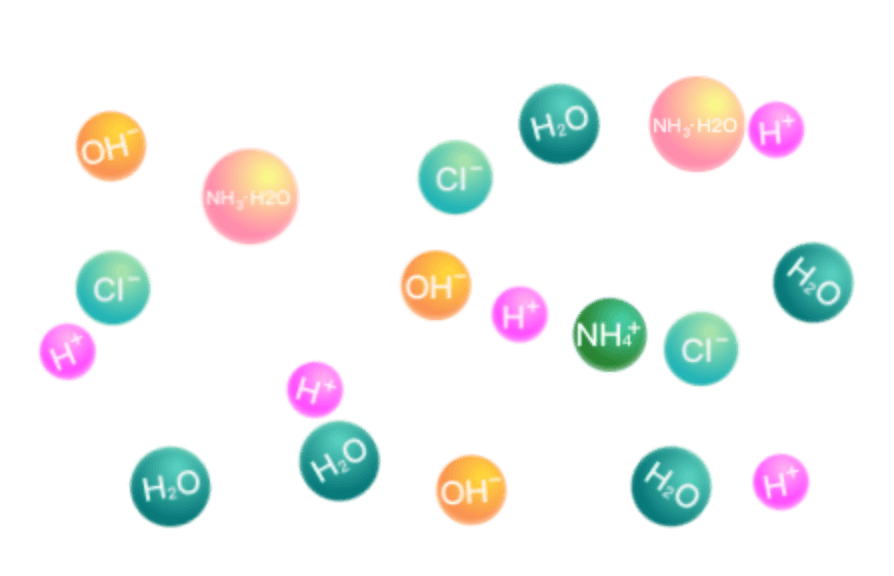 H₂O
NH₃·H2O
H⁺
OH⁻
Cl⁻
NH₃·H2O
H₂O
Cl⁻
OH⁻
H⁺
NH₄⁺
Cl⁻
H⁺
H⁺
H₂O
H₂O
OH⁻
H₂O
H⁺